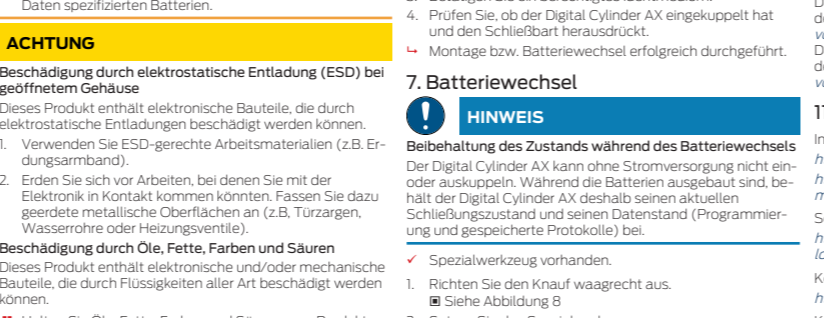 Daten spezifizierten Batterien.
ACHTUNG
Beschädigung durch elektrostatische Entladung (ESD) bei
geöffnetem Gehäuse
Dieses Produkt enthält elektronische Bauteile, die durch
elektrostatische Entladungen beschädigt werden können.
1. Verwenden Sie ESD-gerechte Arbeitsmaterialien (z.B. Er-
dungsarmband).
2. Erden Sie sich vor Arbeiten, bei denen Sie mit der
Elektronik in Kontakt kommen könnten. Fassen Sie dazu
geerdete metallische Oberflächen an (z.B, Türzargen,
Wasserrohre oder Heizungsventile).
Beschädigung durch Öle, Fette, Farben und Säuren
Dieses Produkt enthält elektronische und/oder mechanische
Bauteile, die durch Flüssigkeiten aller Art beschädigt werden
können.
4. Prüfen Sie, ob der Digital Cylinder AX eingekuppelt hat
und den Schließbart herausdrückt.
↳ Montage bzw. Batteriewechsel erfolgreich durchgeführt.
7. Batteriewechsel
HINWEIS
Beibehaltung des Zustands während des Batteriewechsels
Der Digital Cylinder AX kann ohne Stromversorgung nicht ein-
oder auskuppeln. Während die Batterien ausgebaut sind, be-
hält der Digital Cylinder AX deshalb seinen aktuellen
Schließungszustand und seinen Datenstand (Programmier-
ung und gespeicherte Protokolle) bei.
✓ Spezialwerkzeug vorhanden.
1. Richten Sie den Knauf waagrecht aus.
Siehe Abbildung 8